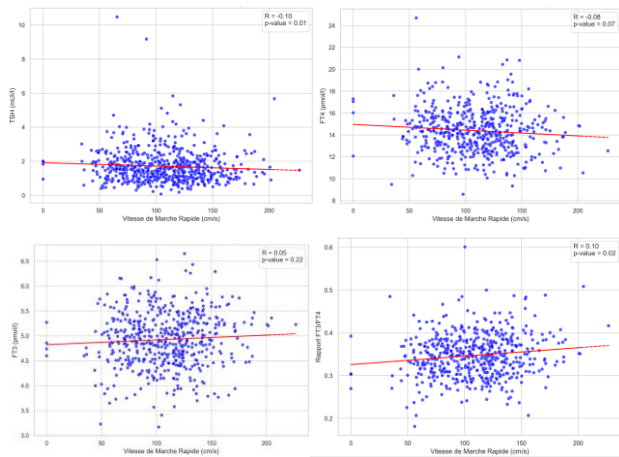 R = -0.10
p-value = 0.01
10
8
6
4
2
0
TSH (mUI/l)
0 50 100 150 200
Vitesse de Marche Rapide (cm/s)
R = -0.08
p-value = 0.07
24
22
20
18
16
14
12
10
8
FT4 (pmol/l)
0 50 100 150 200
Vitesse de Marche Rapide (cm/s)
R = 0.05
p-value = 0.22
6.5
6.0
5.5
5.0
4.5
4.0
3.5
3.0
FT3 (pmol/l)
0 50 100 150 200
Vitesse de Marche Rapide (cm/s)
R = 0.10
p-value = 0.02
0.6
0.5
0.4
0.3
0.2
Rapport FT3/FT4
0 50 100 150 200
Vitesse de Marche Rapide (cm/s)